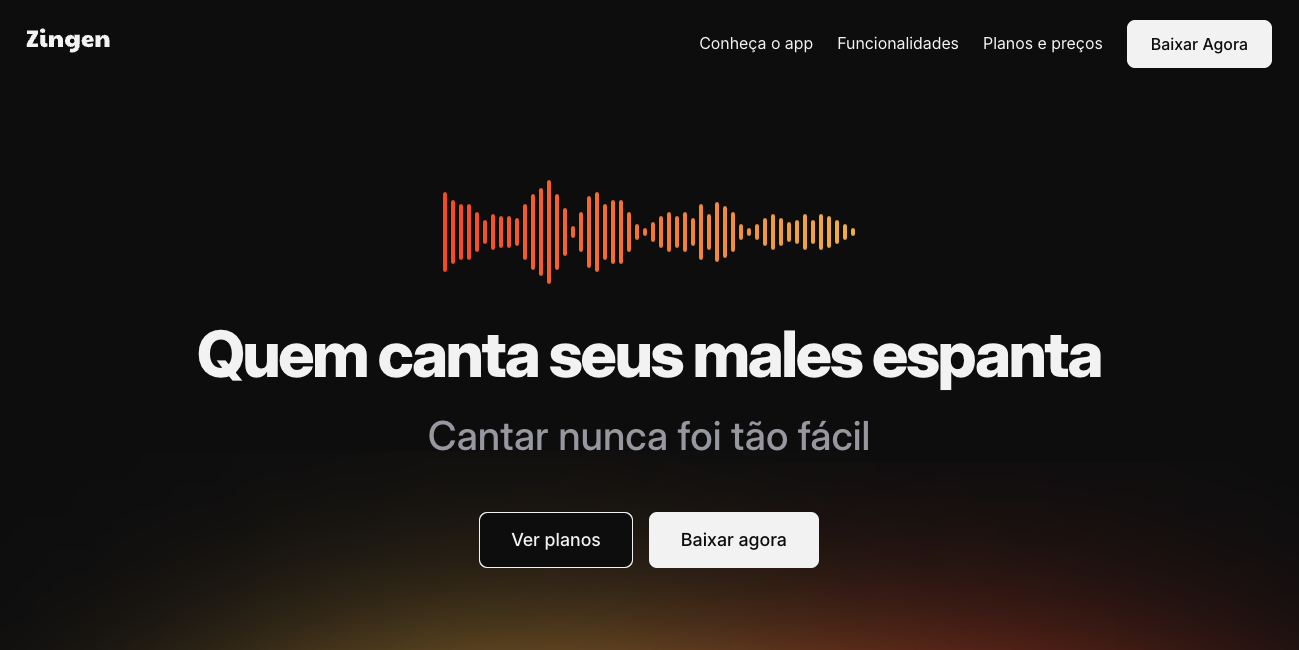 Zingen
Conheça o app
Funcionalidades
Planos e preços
Baixar Agora
Quem canta seus males espanta
Cantar nunca foi tão fácil
Ver planos
Baixar agora